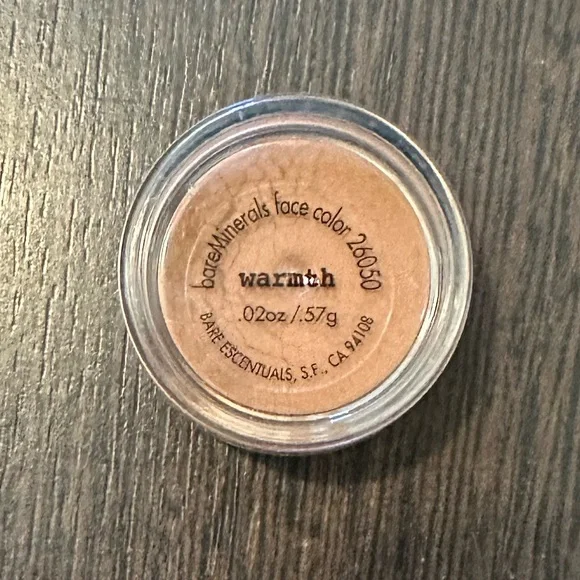 bareMinerals face color 26050
warmth
.02oz/.57g
BARE ESCENTUALS, S.F., CA 94108